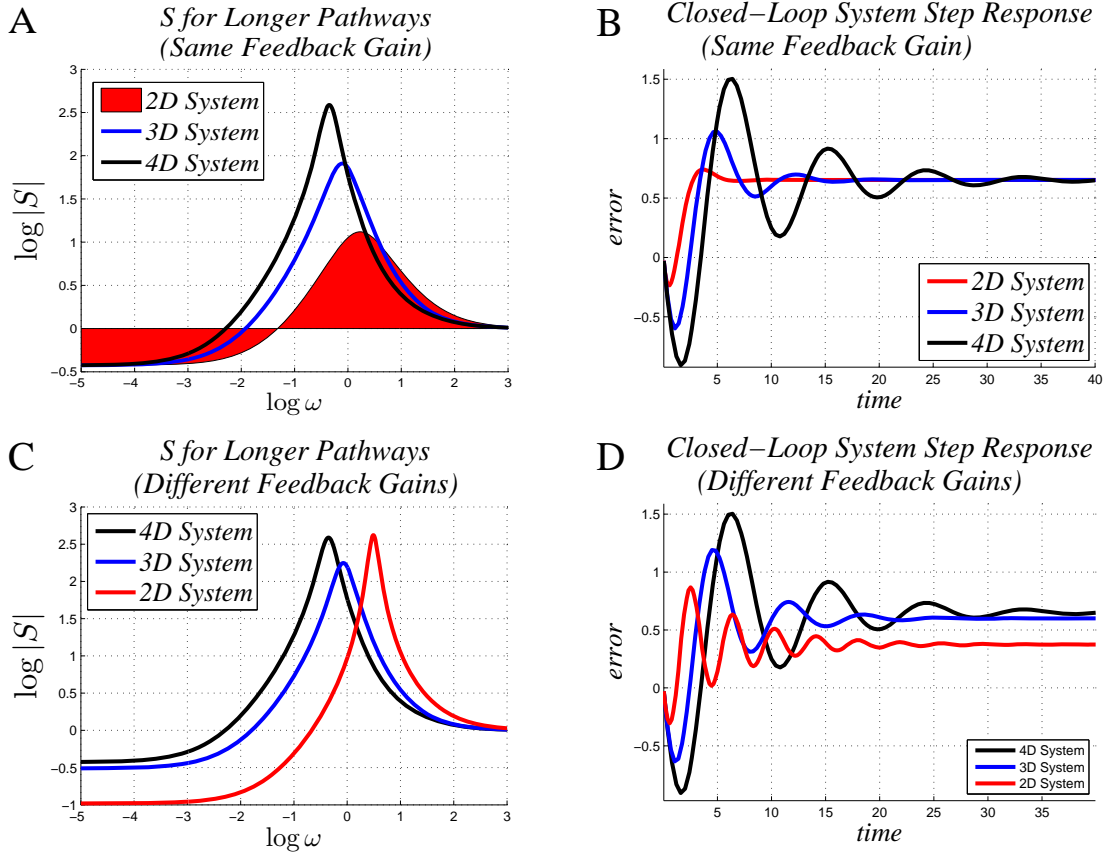 A
S for Longer Pathways
(Same Feedback Gain)
3
2.5
2
1.5
1
0.5
0
−0.5
−5 −4 −3 −2 −1 0 1 2 3
log |S|
log ω
2D System
3D System
4D System
B
Closed−Loop System Step Response
(Same Feedback Gain)
1.5
1
0.5
0
−0.5
5 10 15 20 25 30 35 40
error
time
2D System
3D System
4D System
C
S for Longer Pathways
(Different Feedback Gains)
3
2.5
2
1.5
1
0.5
0
−0.5
−1
−5 −4 −3 −2 −1 0 1 2 3
log |S|
log ω
4D System
3D System
2D System
D
Closed−Loop System Step Response
(Different Feedback Gains)
1.5
1
0.5
0
−0.5
5 10 15 20 25 30 35
error
time
4D System
3D System
2D System